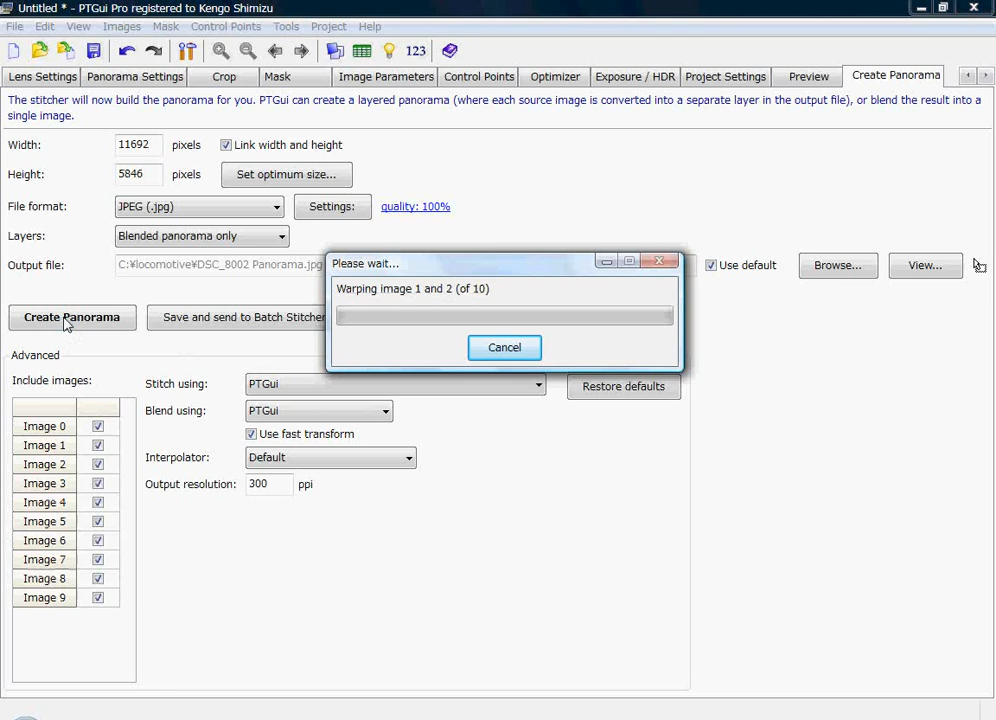 Untitled * - PTGui Pro registered to Kengo Shimizu
File Edit View Images Mask Control Points Tools Project Help
123
Lens Settings Panorama Settings Crop Mask Image Parameters Control Points Optimizer Exposure / HDR Project Settings Preview Create Panorama
The stitcher will now build the panorama for you. PTGui can create a layered panorama (where each source image is converted into a separate layer in the output file), or blend the result into a
single image.
Width: 11692 pixels Link width and height
Height: 5846 pixels Set optimum size...
File format: JPEG (.jpg) Settings: quality: 100%
Layers: Blended panorama only
Output file: C:¥locomotive¥DSC_8002 Panorama.jpg Use default Browse... View...
Please wait...
Warping image 1 and 2 (of 10)
Cancel
Create Panorama Save and send to Batch Stitcher
Advanced
Include images:
Stitch using: PTGui Restore defaults
Blend using: PTGui
Use fast transform
Interpolator: Default
Output resolution: 300 ppi
Image 0
Image 1
Image 2
Image 3
Image 4
Image 5
Image 6
Image 7
Image 8
Image 9